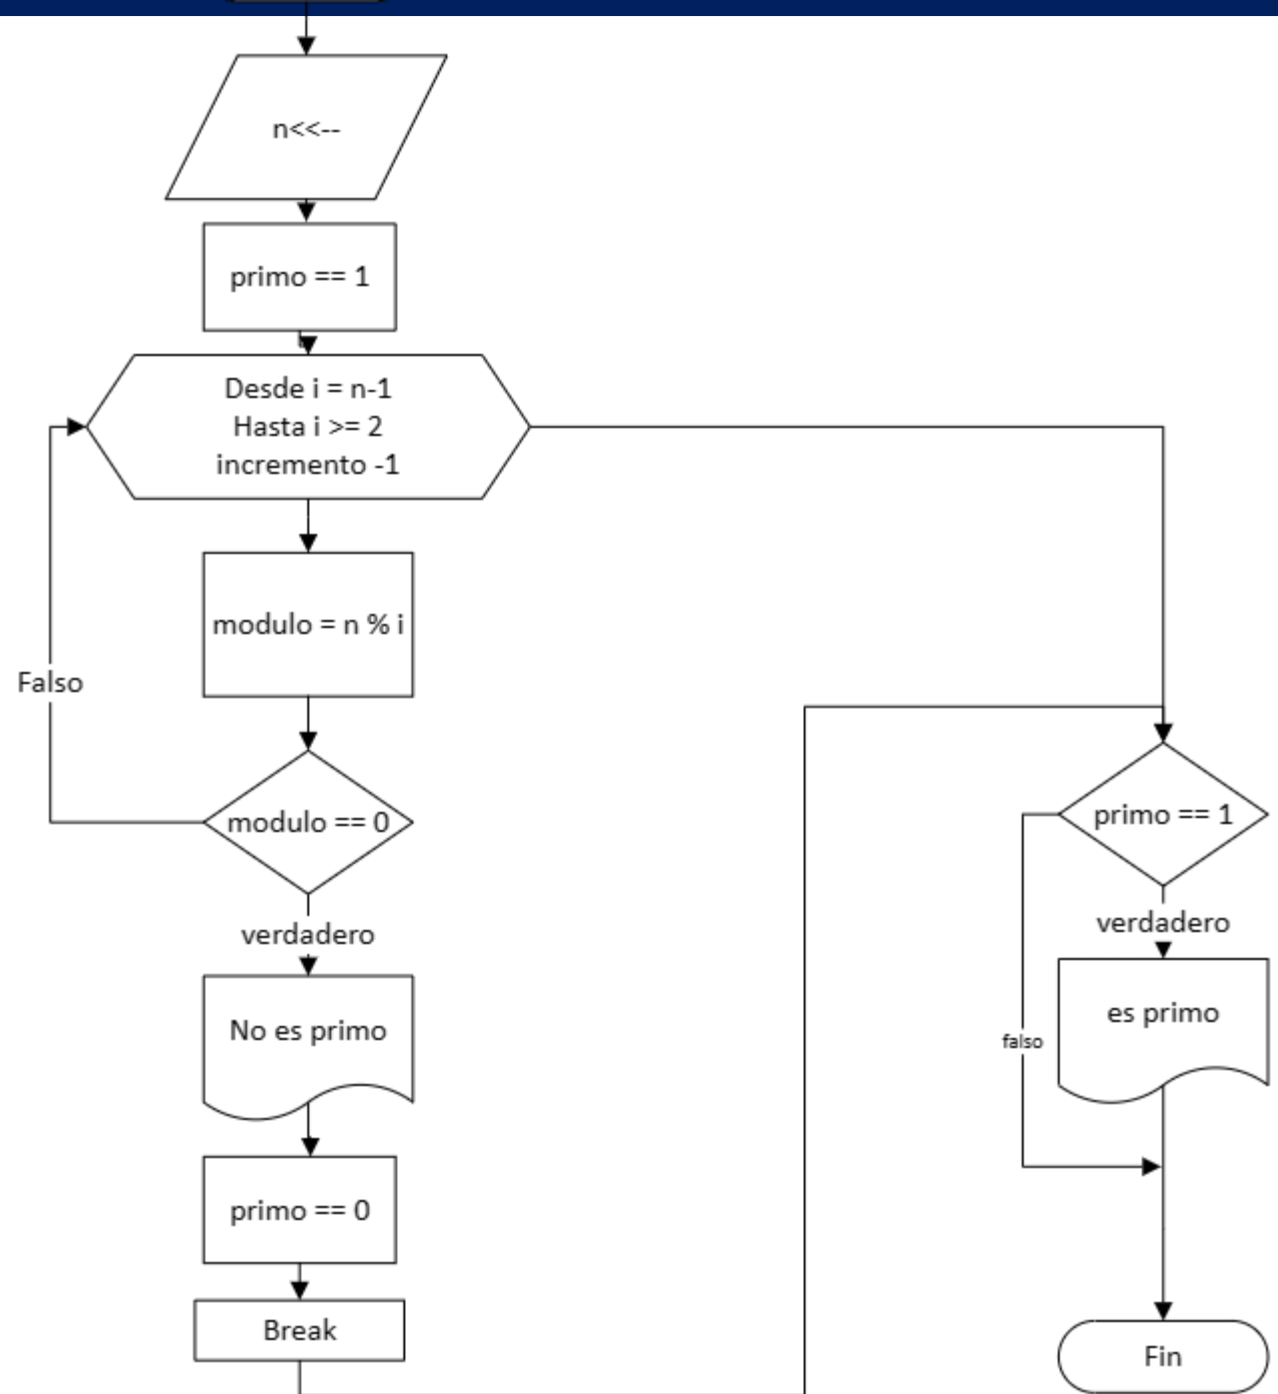 n<<--
primo == 1
Desde i = n-1
Hasta i >= 2
incremento -1
modulo = n % i
Falso
modulo == 0
verdadero
No es primo
primo == 0
Break
primo == 1
verdadero
es primo
falso
Fin